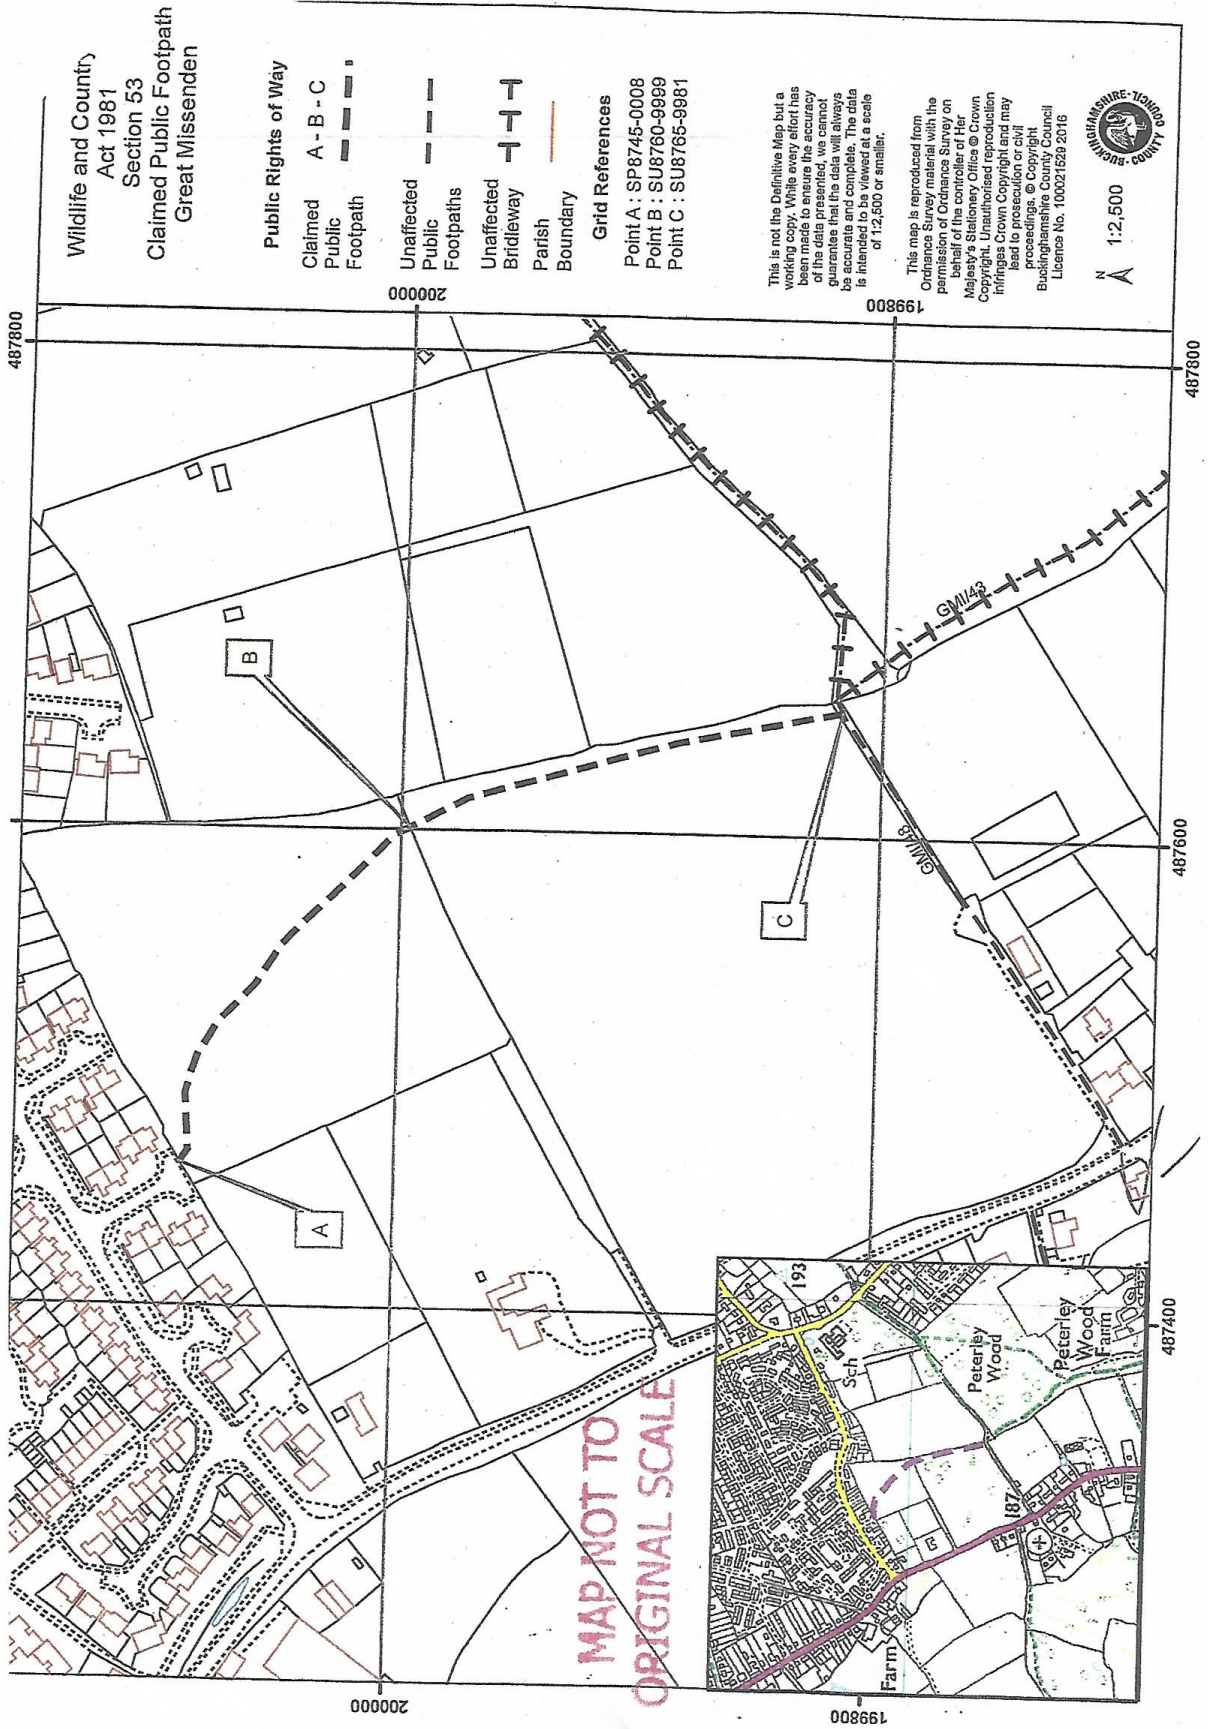 Wildlife and Country
Act 1981
Section 53
Claimed Public Footpath
Great Missenden
Public Rights of Way
Claimed A - B - C
Public
Footpath
Unaffected
Public
Footpaths
Unaffected
Bridleway
Parish
Boundary
Grid References
Point A : SP8745-0008
Point B : SU8760-9999
Point C : SU8765-9981
This is not the Definitive Map but a
working copy. While every effort has
been made to ensure the accuracy
of the data presented, we cannot
guarantee that the data will always
be accurate and complete. The data
is intended to be viewed at a scale
of 1:2,500 or smaller.
This map is reproduced from
Ordnance Survey material with the
permission of Ordnance Survey on
behalf of the controller of Her
Majesty's Stationery Office © Crown
Copyright. Unauthorised reproduction
infringes Crown Copyright and may
lead to prosecution or civil
proceedings. © Copyright
Buckinghamshire County Council
Licence No. 100021529 2016
N
1:2,500
BUCKINGHAMSHIRE COUNTY COUNCIL
487800
200000
199800
487800
B
GMI/43
C
GMI/48
487600
A
487400
200000
199800
MAP NOT TO
ORIGINAL SCALE
193
Sch
Peterley
Wood
Peterley
Wood
Farm
187
Farm